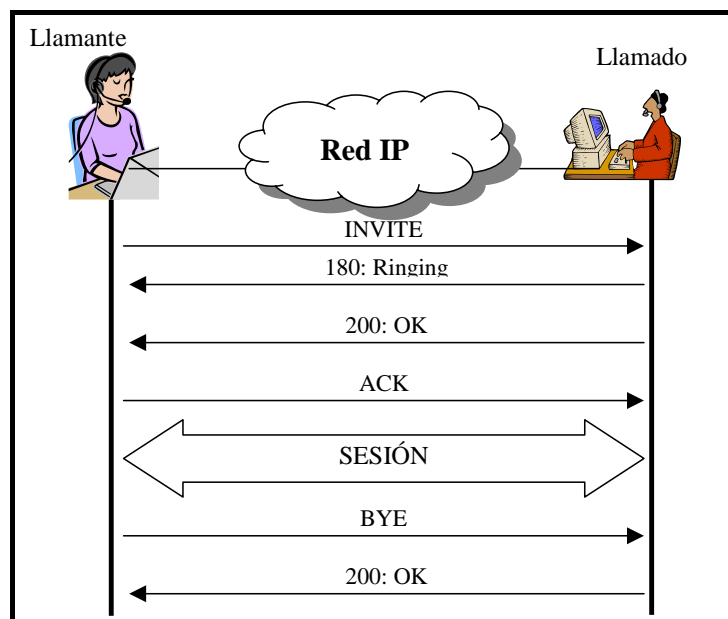 Llamante
Llamado
Red IP
INVITE
180: Ringing
200: OK
ACK
SESIÓN
BYE
200: OK